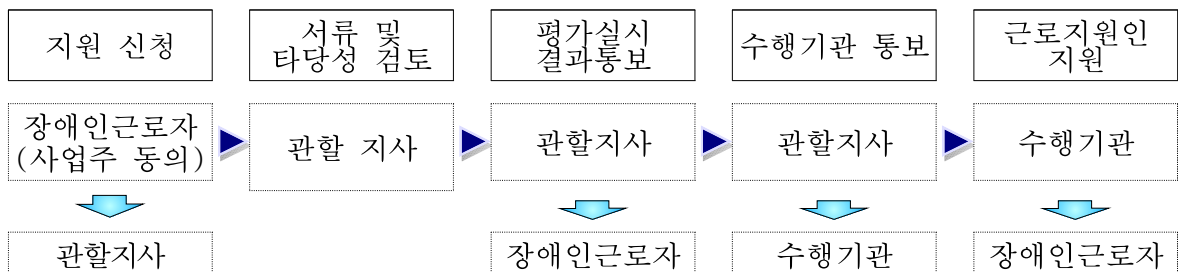 지원 신청
서류 및
타당성 검토
평가실시
결과통보
수행기관 통보
근로지원인
지원
장애인근로자
(사업주 동의)
관할 지사
관할지사
관할지사
수행기관
관할지사
장애인근로자
수행기관
장애인근로자